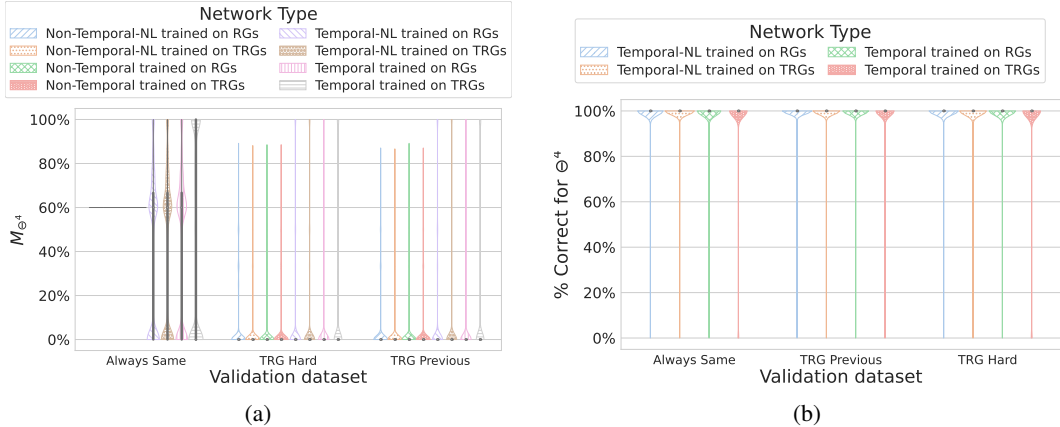 Network Type
Non-Temporal-NL trained on RGs
Temporal-NL trained on RGs
Non-Temporal-NL trained on TRGs
Temporal-NL trained on TRGs
Non-Temporal trained on RGs
Temporal trained on RGs
Non-Temporal trained on TRGs
Temporal trained on TRGs
100%
80%
60%
40%
20%
0%
M_Θ⁴
Always Same
TRG Hard
TRG Previous
Validation dataset
(a)
Network Type
Temporal-NL trained on RGs
Temporal trained on RGs
Temporal-NL trained on TRGs
Temporal trained on TRGs
100%
80%
60%
40%
20%
0%
% Correct for Θ⁴
Always Same
TRG Previous
TRG Hard
Validation dataset
(b)